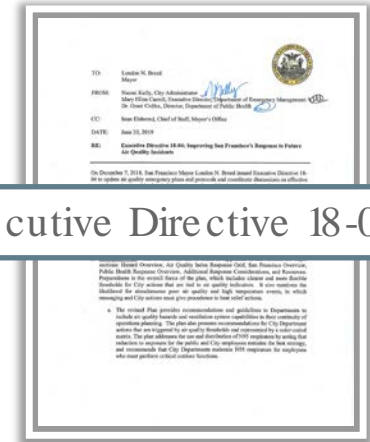 TO: London N. Breed
Mayor
FROM: Naomi Kelly, City Administrator
Mary Ellen Carroll, Executive Director, Department of Emergency Management
Dr. Grant Colfax, Director, Department of Public Health
CC: Sean Elsbernd, Chief of Staff, Mayor's Office
DATE: June 2019
RE: Executive Directive 18-04: Improving San Francisco's Response to Future
Air Quality Incidents
On December 7, 2018, San Francisco Mayor London N. Breed issued Executive Directive 18-
04 to update air quality emergency plans and protocols and coordinate discussions on effective
cutive Directive 18-0
sections: Hazard Overview, Air Quality Index Response Grid, San Francisco Overview,
Public Health Response Overview, Additional Response Considerations, and Resources.
Preparedness is the overall focus of the plan, which includes clearer and more flexible
thresholds for City actions that are tied to air quality indicators. It also mentions the
likelihood for simultaneous poor air quality and high temperature events, in which
messaging and City actions must give precedence to heat relief actions.
a. The revised Plan provides recommendations and guidelines to Departments to
include air quality hazards and ventilation system capabilities in their continuity of
operations planning. The plan also presents recommendations for City Department
actions that are triggered by air quality thresholds and represented by a color-coded
matrix. The plan addresses the use and distribution of N95 respirators by noting that
reduction in exposure for the public and City employees remains the best strategy,
and recommends that City Departments maintain N95 respirators for employees
who must perform critical outdoor functions.